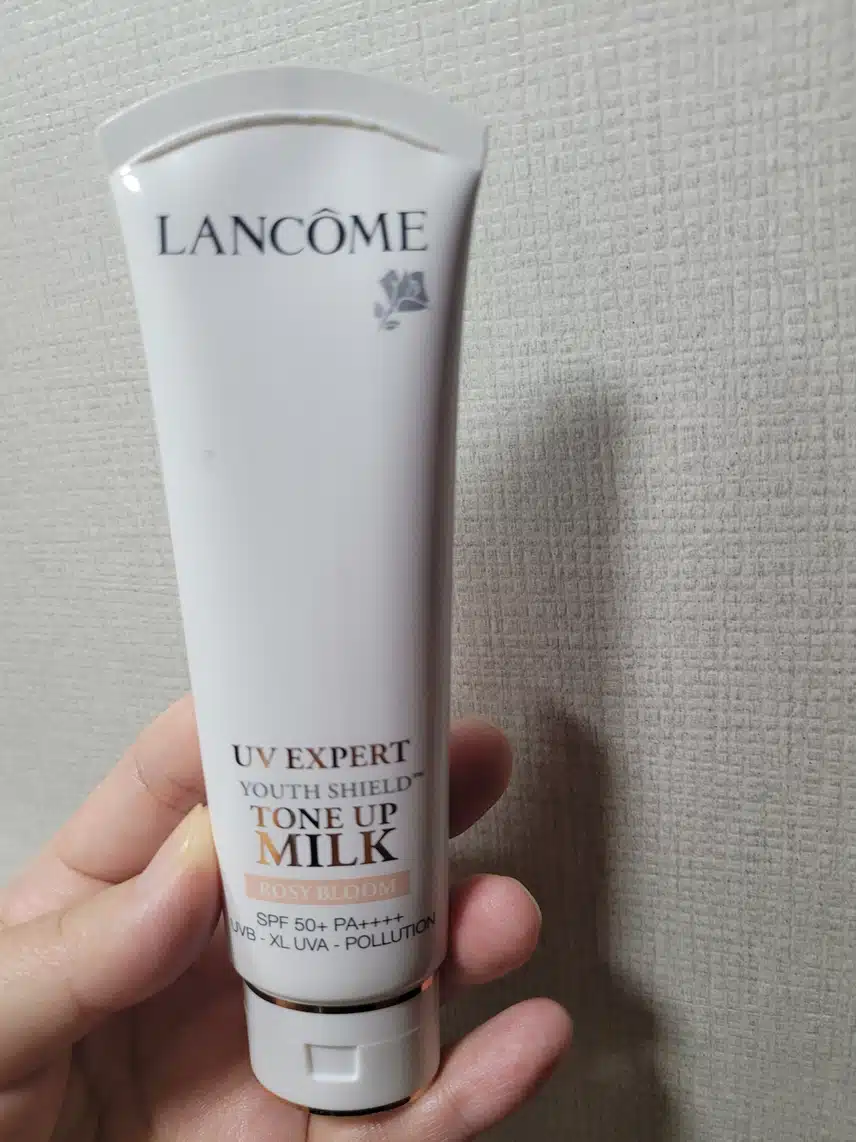 LANCÔME
UV EXPERT
YOUTH SHIELD™
TONE UP
MILK
ROSY BLOOM
SPF 50+ PA++++
UVB - XL UVA - POLLUTION